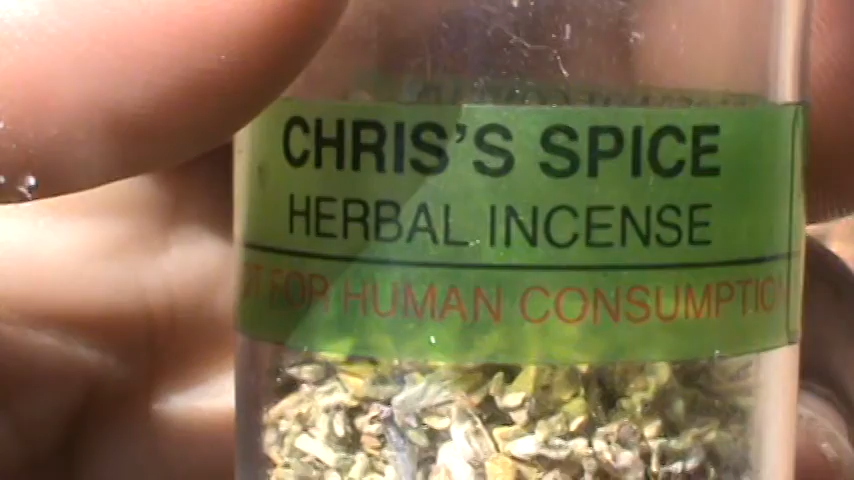 CHRIS'S SPICE
HERBAL INCENSE
FOR HUMAN CONSUMPTION